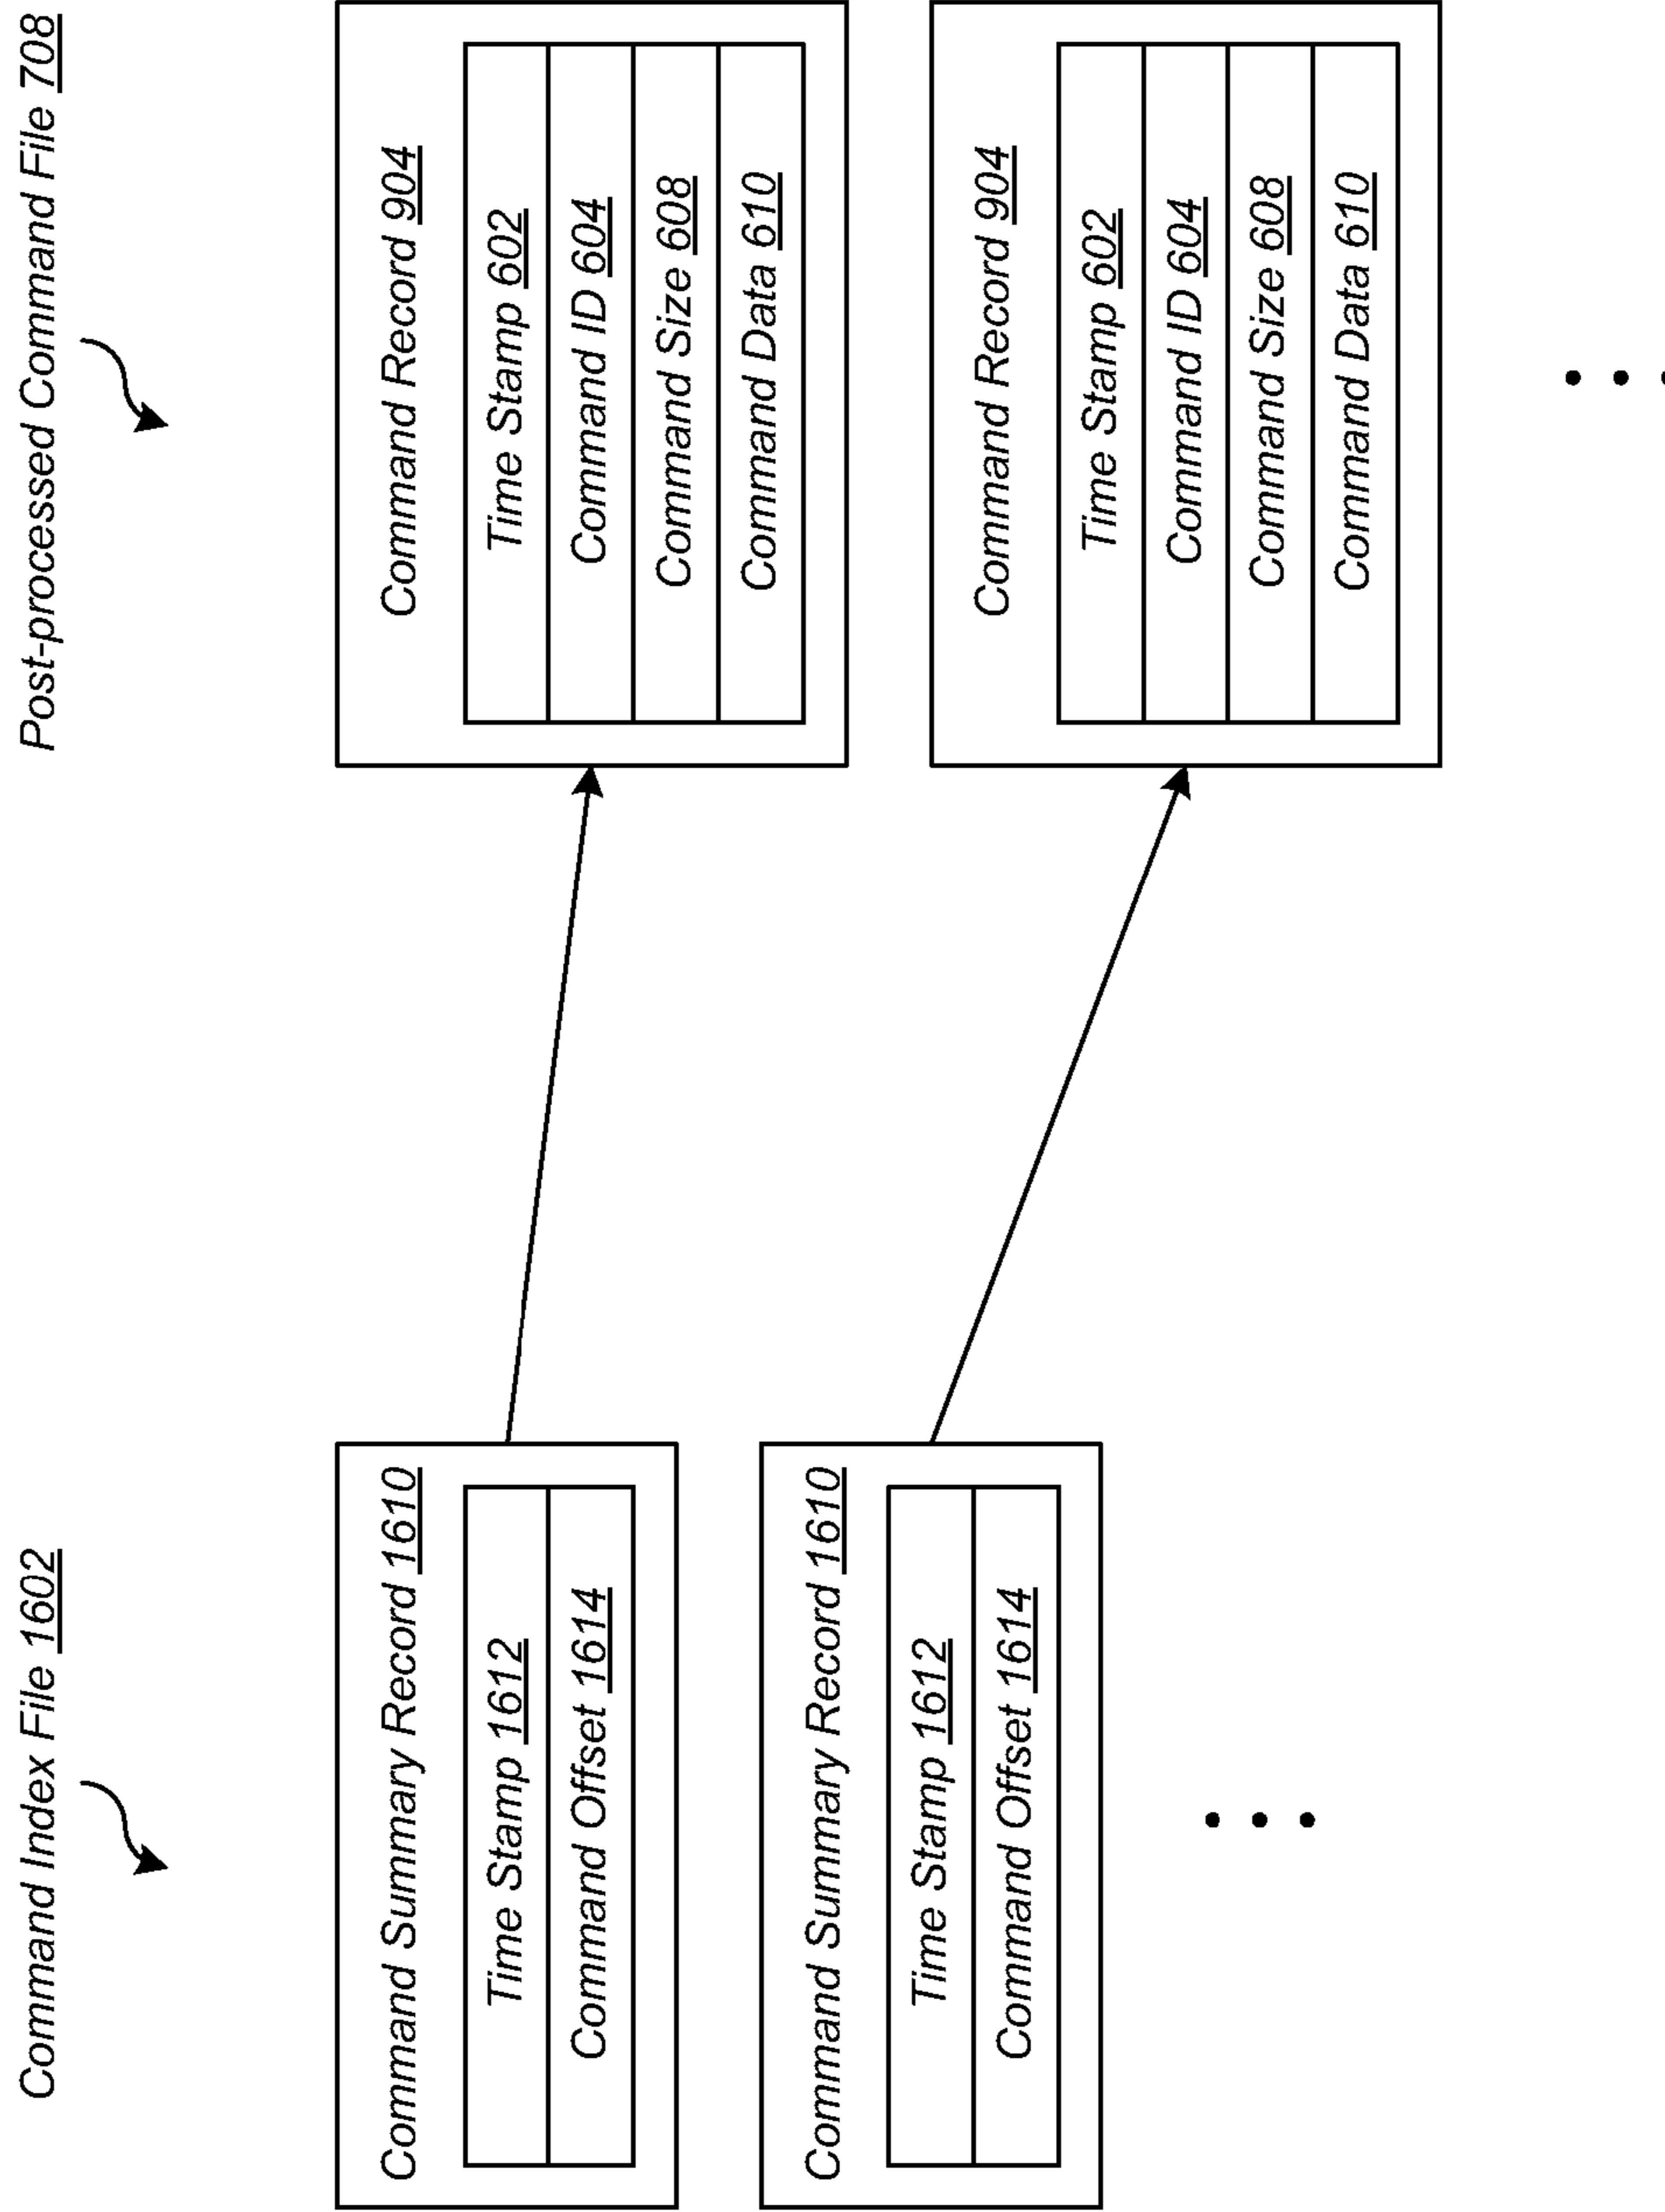 Command Index File 1602
Command Summary Record 1610
Time Stamp 1612
Command Offset 1614
Command Summary Record 1610
Time Stamp 1612
Command Offset 1614
Post-processed Command File 708
Command Record 904
Time Stamp 602
Command ID 604
Command Size 608
Command Data 610
Command Record 904
Time Stamp 602
Command ID 604
Command Size 608
Command Data 610